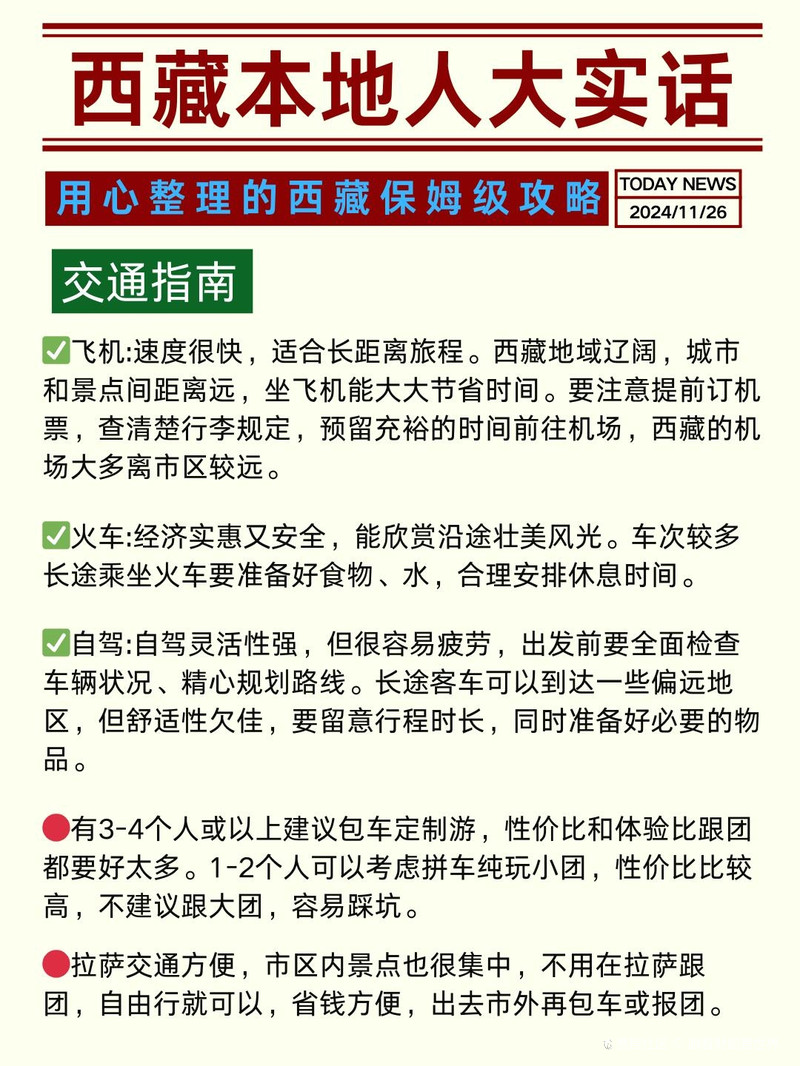 西藏本地人大实话
用心整理的西藏保姆级攻略
TODAY NEWS
2024/11/26
交通指南
✅飞机:速度很快，适合长距离旅程。西藏地域辽阔，城市
和景点间距离远，坐飞机能大大节省时间。要注意提前订机
票，查清楚行李规定，预留充裕的时间前往机场，西藏的机
场大多离市区较远。
✅火车:经济实惠又安全，能欣赏沿途壮美风光。车次较多
长途乘坐火车要准备好食物、水，合理安排休息时间。
✅自驾:自驾灵活性强，但很容易疲劳，出发前要全面检查
车辆状况、精心规划路线。长途客车可以到达一些偏远地
区，但舒适性欠佳，要留意行程时长，同时准备好必要的物
品。
🔴有3-4个人或以上建议包车定制游，性价比和体验比跟团
都要好太多。1-2个人可以考虑拼车纯玩小团，性价比比较
高，不建议跟大团，容易踩坑。
🔴拉萨交通方便，市区内景点也很集中，不用在拉萨跟
团，自由行就可以，省钱方便，出去市外再包车或报团。